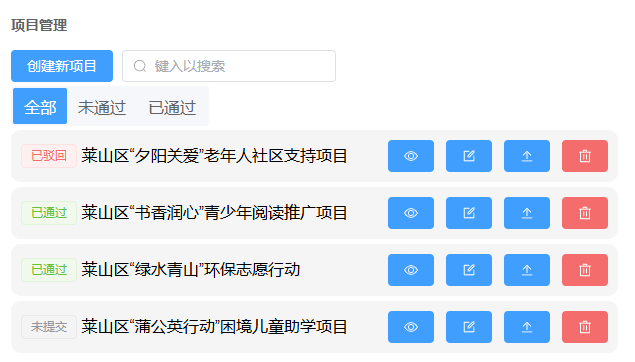 项目管理
创建新项目 键入以搜索
全部 未通过 已通过
已驳回 莱山区“夕阳关爱”老年人社区支持项目
已通过 莱山区“书香润心”青少年阅读推广项目
已通过 莱山区“绿水青山”环保志愿行动
未提交 莱山区“蒲公英行动”困境儿童助学项目